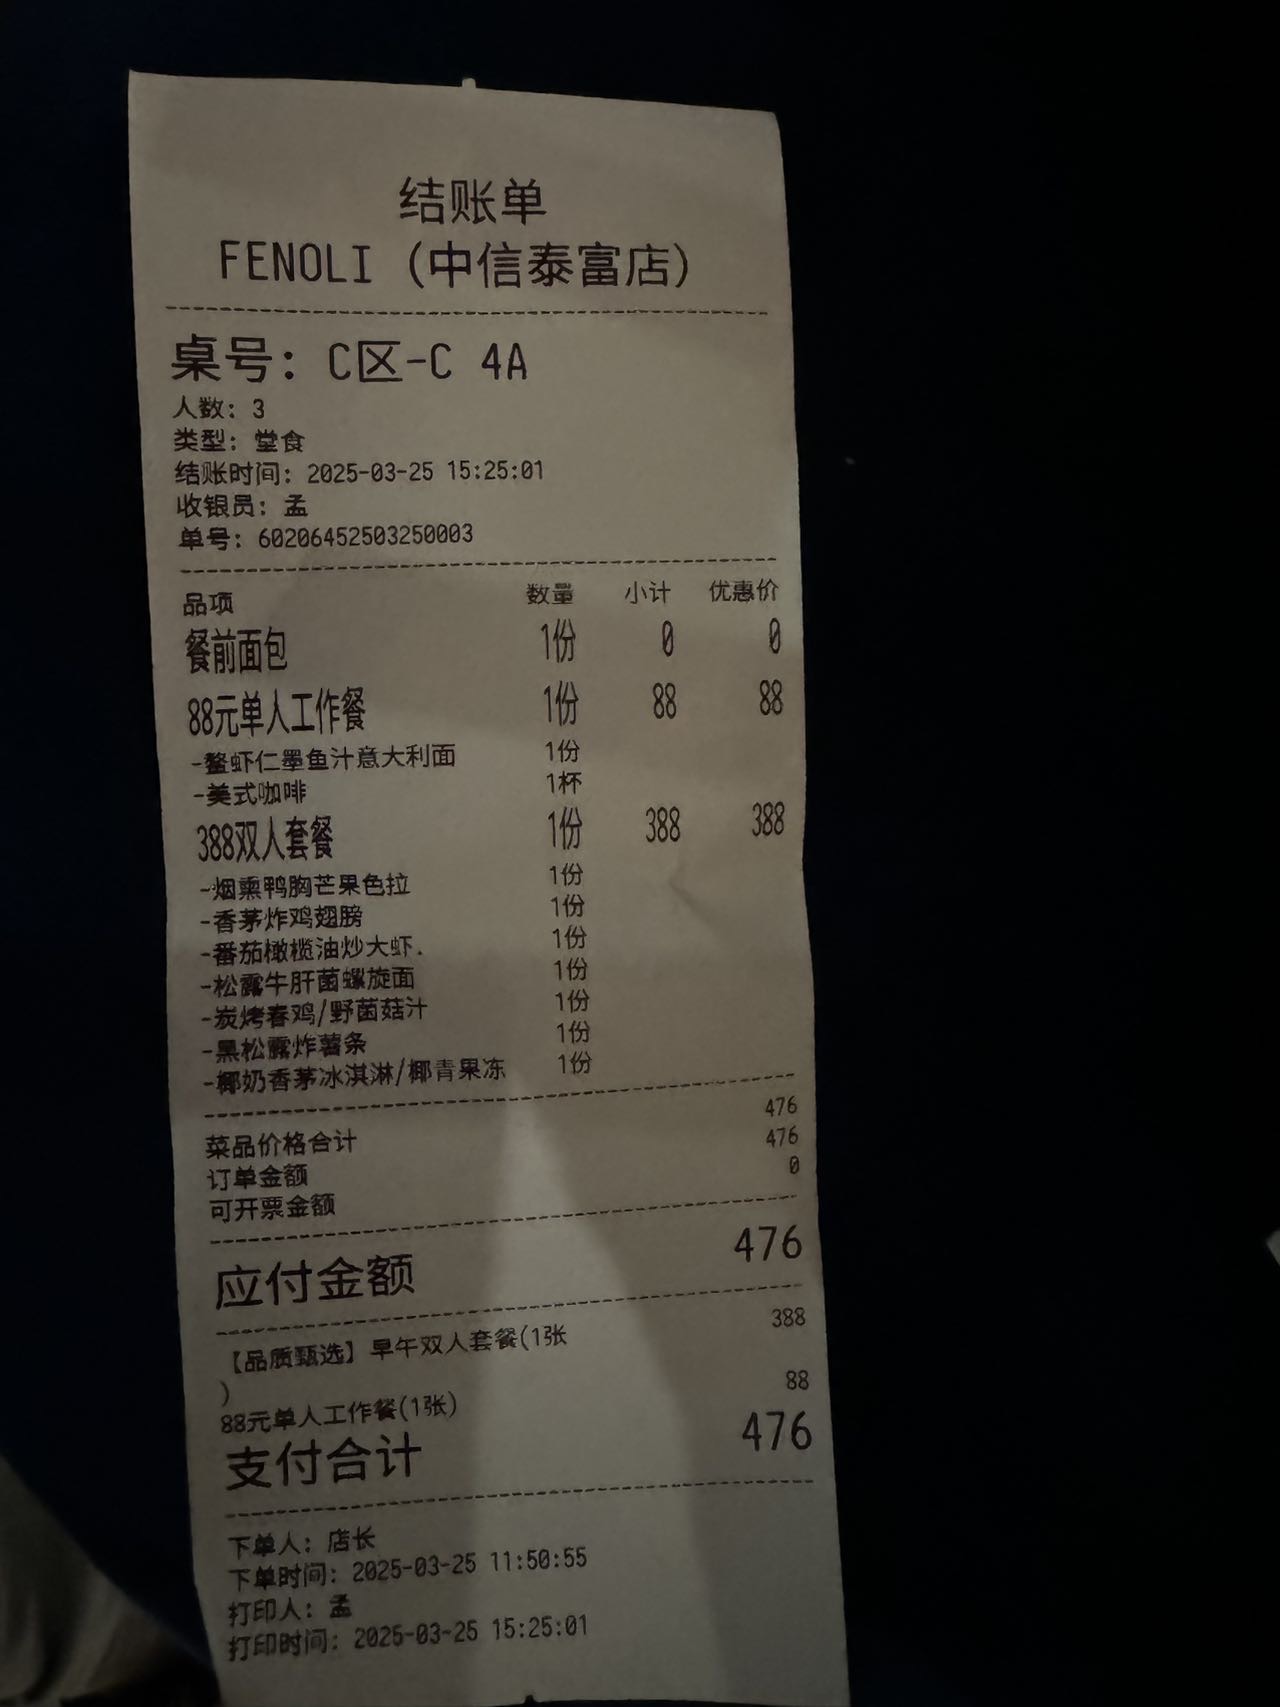 结账单
FENOLI (中信泰富店)
桌号: C区-C 4A
人数: 3
类型: 堂食
结账时间: 2025-03-25 15:25:01
收银员: 孟
单号: 60206452503250003
品项 数量 小计 优惠价
餐前面包 1份 0 0
88元单人工作餐 1份 88 88
-鳌虾仁墨鱼汁意大利面 1份
-美式咖啡 1杯
388双人套餐 1份 388 388
-烟熏鸭胸芒果色拉 1份
-香茅炸鸡翅膀 1份
-番茄橄榄油炒大虾. 1份
-松露牛肝菌螺旋面 1份
-炭烤春鸡/野菌菇汁 1份
-黑松露炸薯条 1份
-椰奶香茅冰淇淋/椰青果冻 1份
菜品价格合计 476
订单金额 476
可开票金额 0
应付金额 476
【品质甄选】早午双人套餐(1张 388
)
88元单人工作餐(1张) 88
支付合计 476
下单人: 店长
下单时间: 2025-03-25 11:50:55
打印人: 孟
打印时间: 2025-03-25 15:25:01